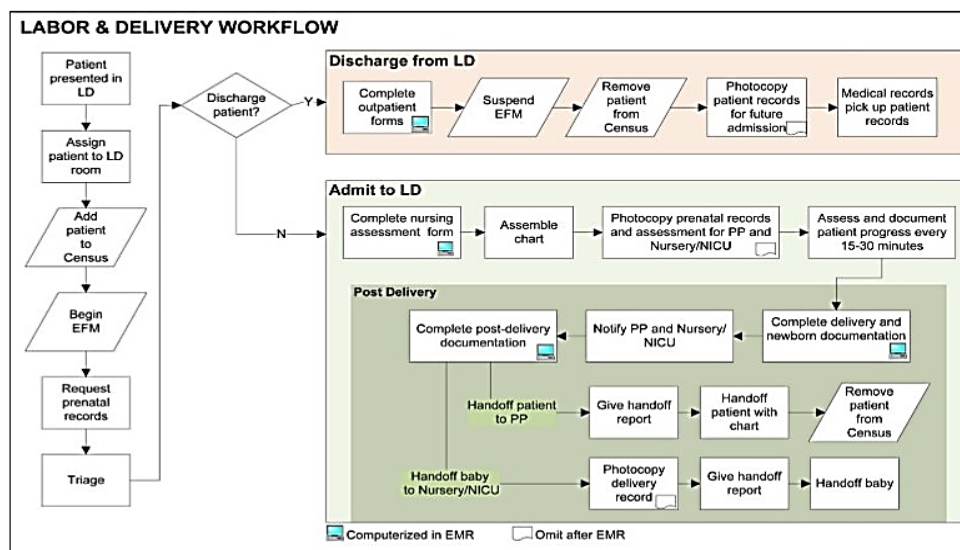 LABOR & DELIVERY WORKFLOW
Patient
presented in
LD
Assign
patient to LD
room
Add
patient
to
Census
Begin
EFM
Request
prenatal
records
Triage
Discharge
patient?
Y
N
Discharge from LD
Complete
outpatient
forms
Suspend
EFM
Remove
patient
from
Census
Photocopy
patient records
for future
admission
Medical records
pick up patient
records
Admit to LD
Complete nursing
assessment form
Assemble
chart
Photocopy prenatal records
and assessment for PP and
Nursery/NICU
Assess and document
patient progress every
15-30 minutes
Post Delivery
Complete post-delivery
documentation
Notify PP and Nursery/
NICU
Complete delivery and
newborn documentation
Handoff patient
to PP
Give handoff
report
Handoff
patient with
chart
Remove
patient
from
Census
Handoff baby
to Nursery/NICU
Photocopy
delivery
record
Give handoff
report
Handoff baby
Computerized in EMR
Omit after EMR